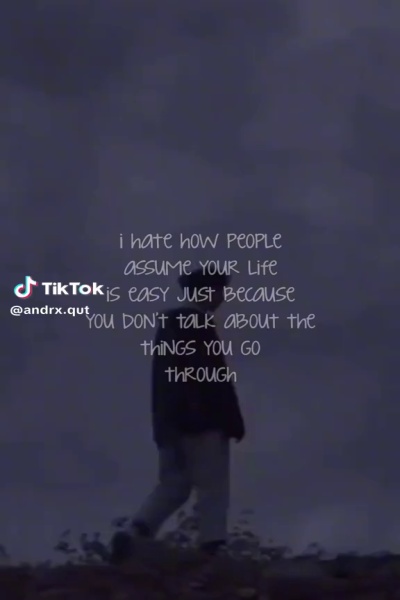 i hate how people
assume your life
is easy just because
you don't talk about the
things you go
through
TikTok
@andrx.qut